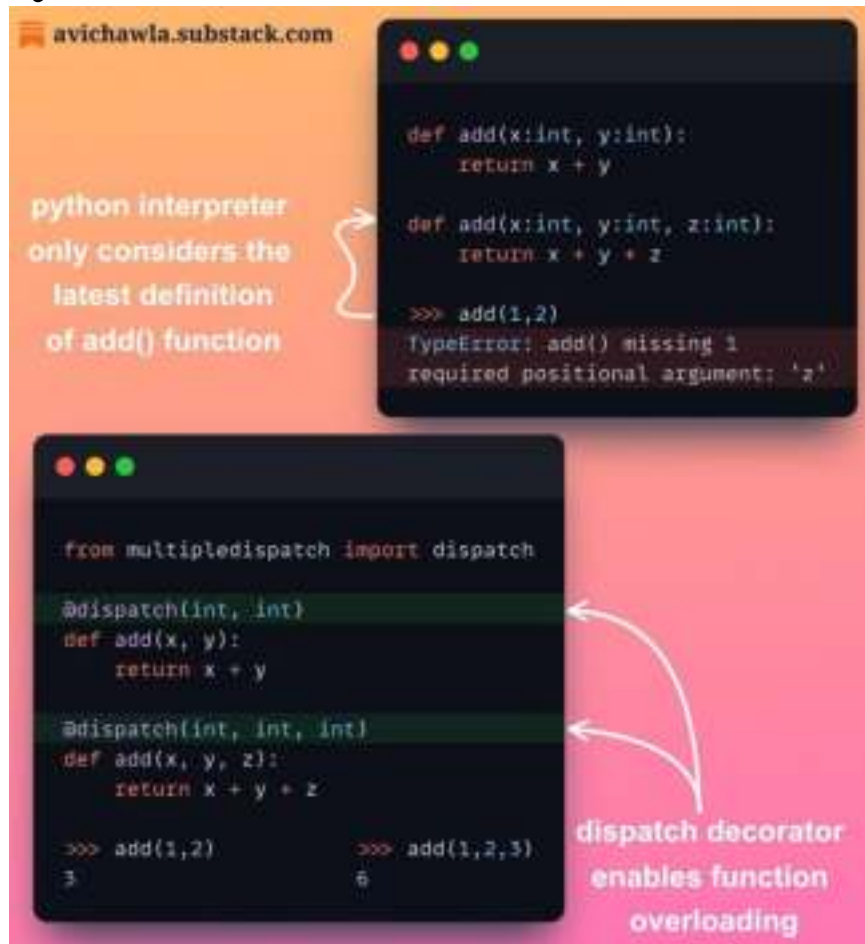 avichawla.substack.com
def add(x:int, y:int):
    return x + y
def add(x:int, y:int, z:int):
    return x + y + z
>>> add(1,2)
TypeError: add() missing 1
required positional argument: 'z'
python interpreter
only considers the
latest definition
of add() function
from multipledispatch import dispatch
@dispatch(int, int)
def add(x, y):
    return x + y
@dispatch(int, int, int)
def add(x, y, z):
    return x + y + z
>>> add(1,2)
3
>>> add(1,2,3)
6
dispatch decorator
enables function
overloading